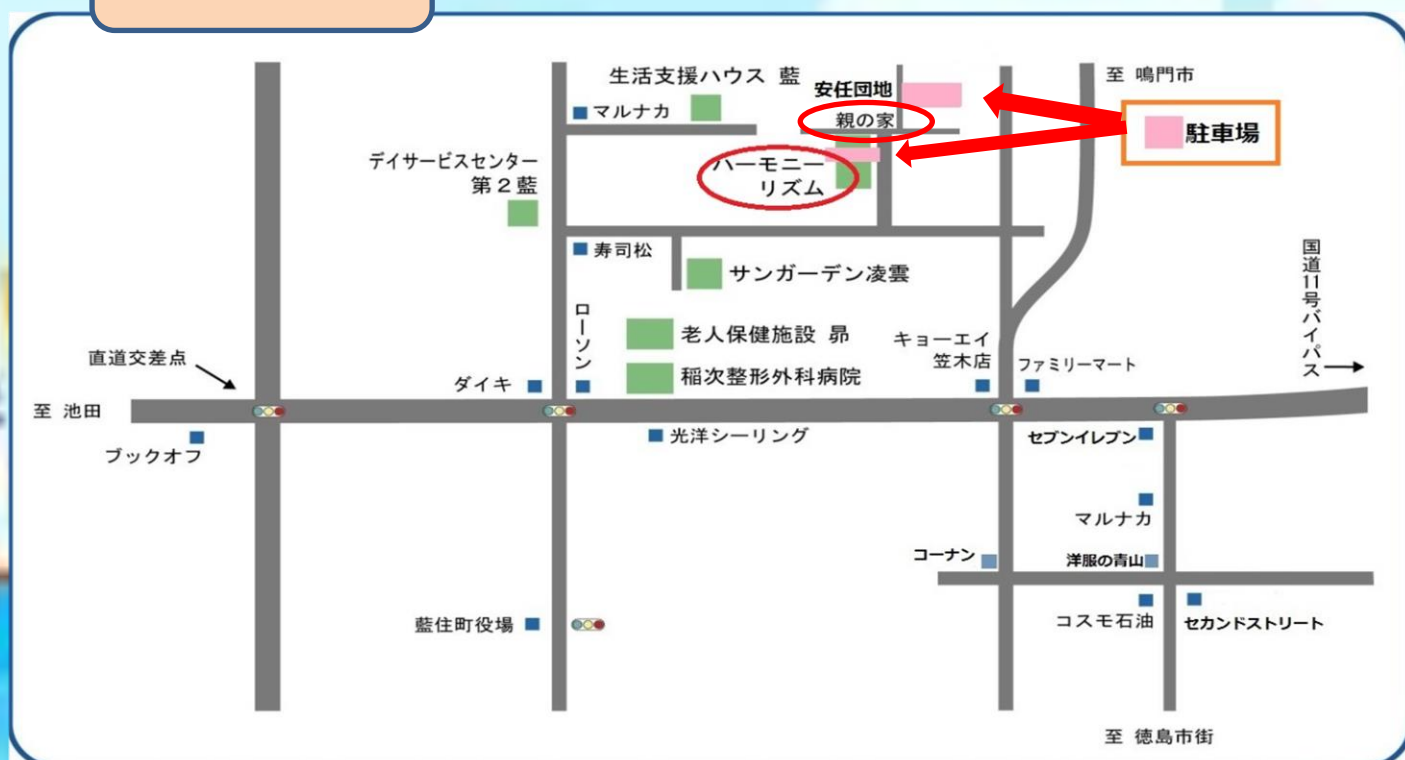 生活支援ハウス 藍
安任団地
至 鳴門市
マルナカ
親の家
駐車場
デイサービスセンター
第2藍
ハーモニー
リズム
寿司松
サンガーデン凌雲
国道11号バイパス
ローソン
老人保健施設 昴
キョーエイ
笠木店
ファミリーマート
直道交差点
稲次整形外科病院
ダイキ
至 池田
光洋シーリング
セブンイレブン
ブックオフ
マルナカ
コーナン
洋服の青山
藍住町役場
コスモ石油
セカンドストリート
至 徳島市街